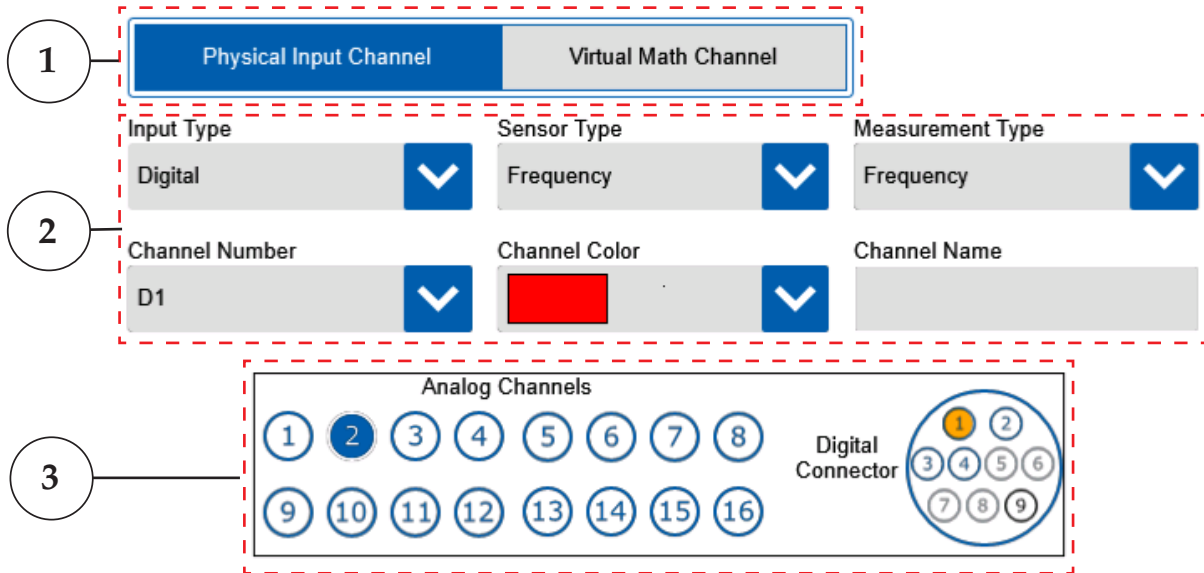 1
Physical Input Channel Virtual Math Channel
Input Type Sensor Type Measurement Type
Digital Frequency Frequency
2
Channel Number Channel Color Channel Name
D1
3
Analog Channels
1 2 3 4 5 6 7 8
9 10 11 12 13 14 15 16
Digital
Connector
1 2
3 4 5 6
7 8 9